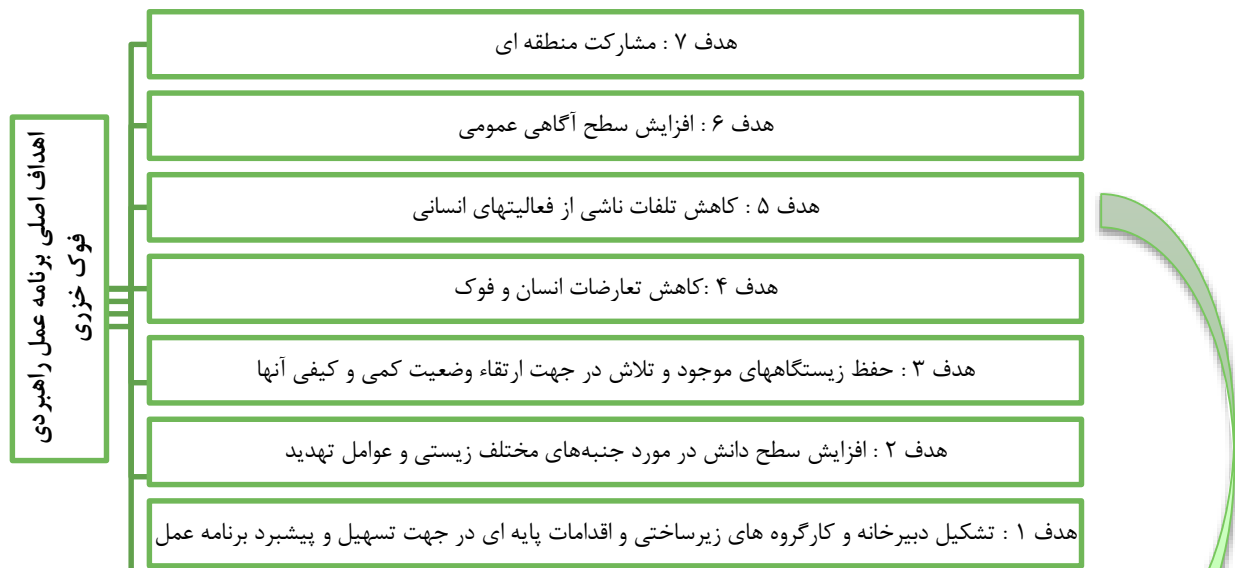 اهداف اصلی برنامه عمل راهبردی
فوک خزری
هدف ۷ : مشارکت منطقه ای
هدف ۶ : افزایش سطح آگاهی عمومی
هدف ۵ : کاهش تلفات ناشی از فعالیتهای انسانی
هدف ۴ :کاهش تعارضات انسان و فوک
هدف ۳ : حفظ زیستگاههای موجود و تلاش در جهت ارتقاء وضعیت کمی و کیفی آنها
هدف ۲ : افزایش سطح دانش در مورد جنبه‌های مختلف زیستی و عوامل تهدید
هدف ۱ : تشکیل دبیرخانه و کارگروه های زیرساختی و اقدامات پایه ای در جهت تسهیل و پیشبرد برنامه عمل